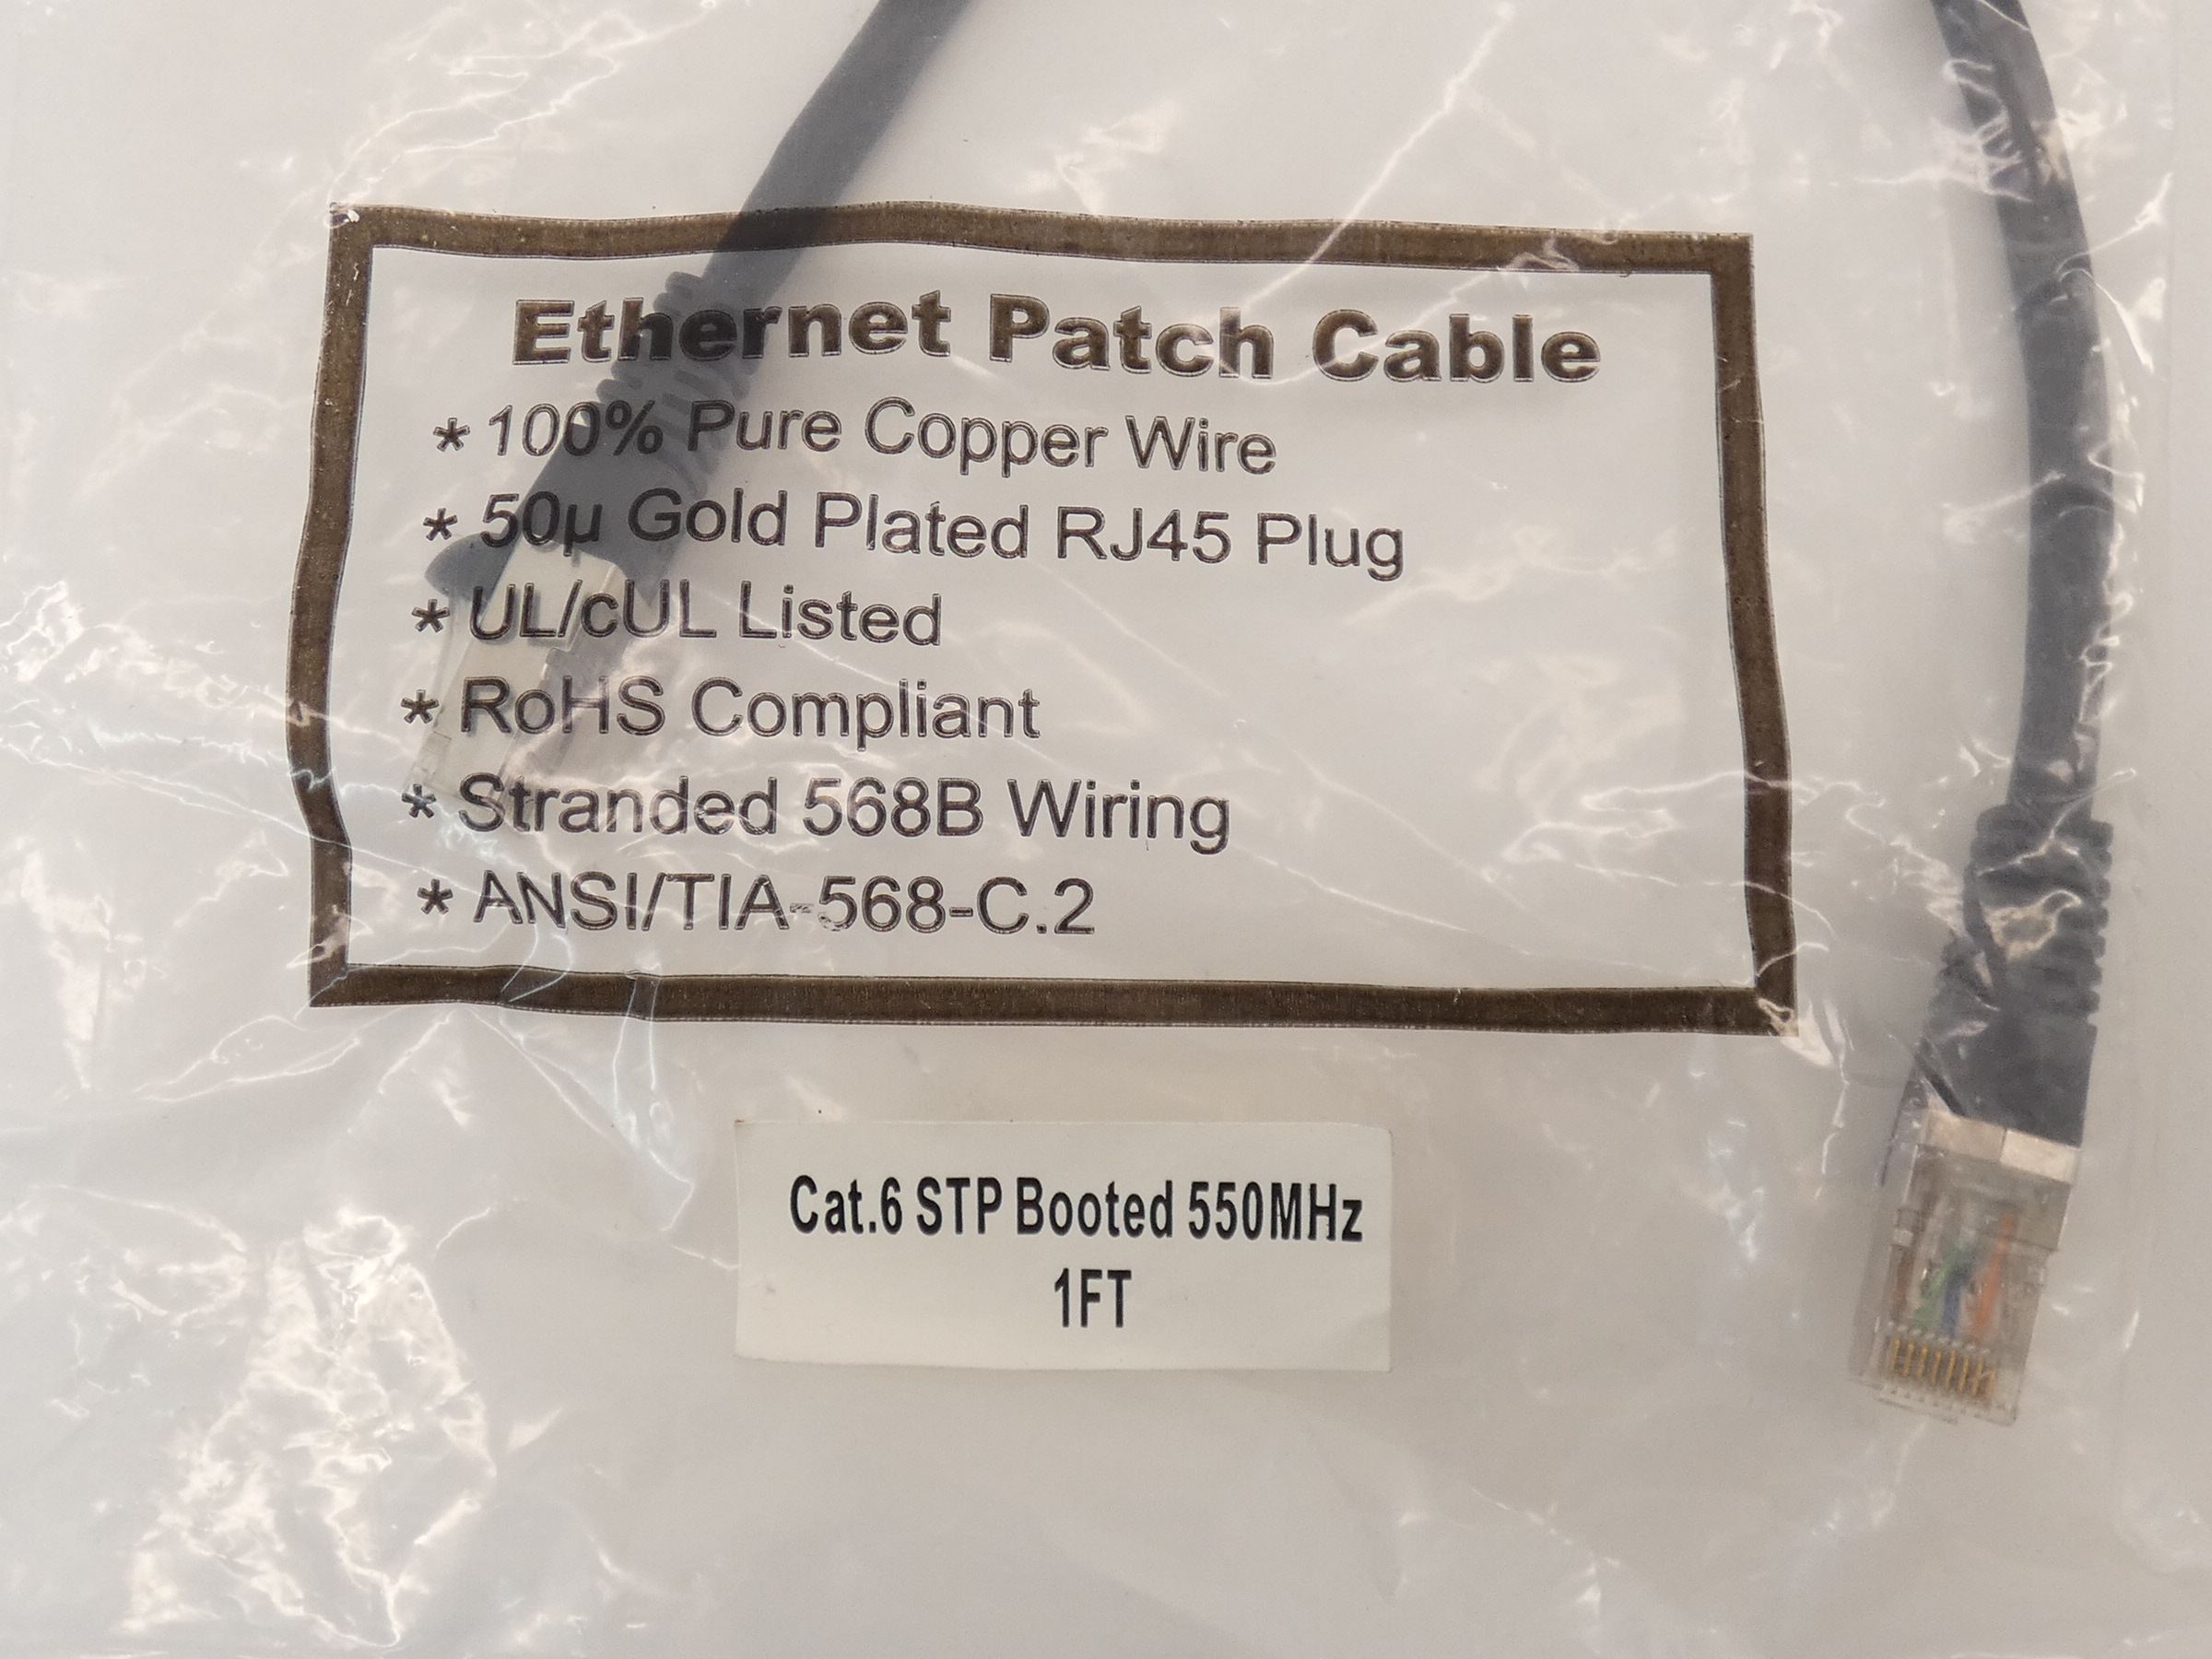 Ethernet Patch Cable
* 100% Pure Copper Wire
* 50µ Gold Plated RJ45 Plug
* UL/cUL Listed
* RoHS Compliant
* Stranded 568B Wiring
* ANSI/TIA-568-C.2
Cat.6 STP Booted 550MHz
1FT